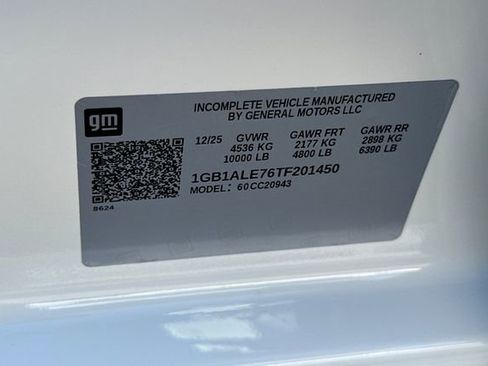 INCOMPLETE VEHICLE MANUFACTURED
BY GENERAL MOTORS LLC
gm
12/25 GVWR GAWR FRT GAWR RR
4536 KG 2177 KG 2898 KG
10000 LB 4800 LB 6390 LB
1GB1ALE76TF201450
MODEL: 60CC20943
8624